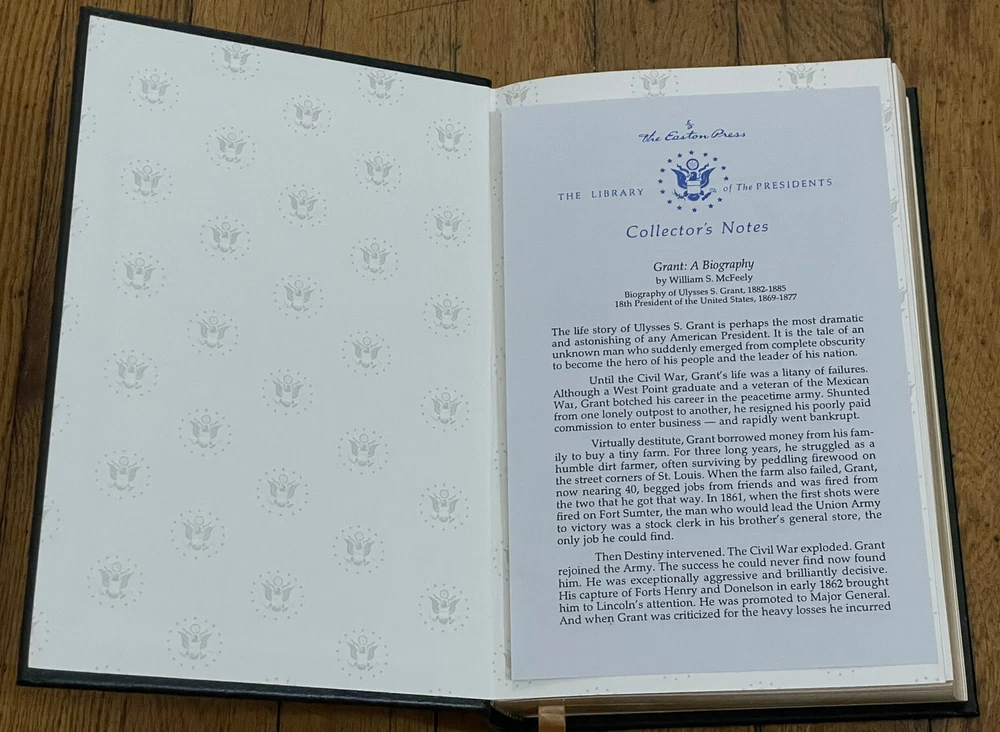 The Easton Press
THE LIBRARY of The PRESIDENTS
Collector's Notes
Grant: A Biography
by William S. McFeely
Biography of Ulysses S. Grant, 1882-1885
18th President of the United States, 1869-1877
The life story of Ulysses S. Grant is perhaps the most dramatic
and astonishing of any American President. It is the tale of an
unknown man who suddenly emerged from complete obscurity
to become the hero of his people and the leader of his nation.
Until the Civil War, Grant's life was a litany of failures.
Although a West Point graduate and a veteran of the Mexican
War, Grant botched his career in the peacetime army. Shunted
from one lonely outpost to another, he resigned his poorly paid
commission to enter business — and rapidly went bankrupt.
Virtually destitute, Grant borrowed money from his fam-
ily to buy a tiny farm. For three long years, he struggled as a
humble dirt farmer, often surviving by peddling firewood on
the street corners of St. Louis. When the farm also failed, Grant,
now nearing 40, begged jobs from friends and was fired from
the two that he got that way. In 1861, when the first shots were
fired on Fort Sumter, the man who would lead the Union Army
to victory was a stock clerk in his brother's general store, the
only job he could find.
Then Destiny intervened. The Civil War exploded. Grant
rejoined the Army. The success he could never find now found
him. He was exceptionally aggressive and brilliantly decisive.
His capture of Forts Henry and Donelson in early 1862 brought
him to Lincoln's attention. He was promoted to Major General.
And when Grant was criticized for the heavy losses he incurred